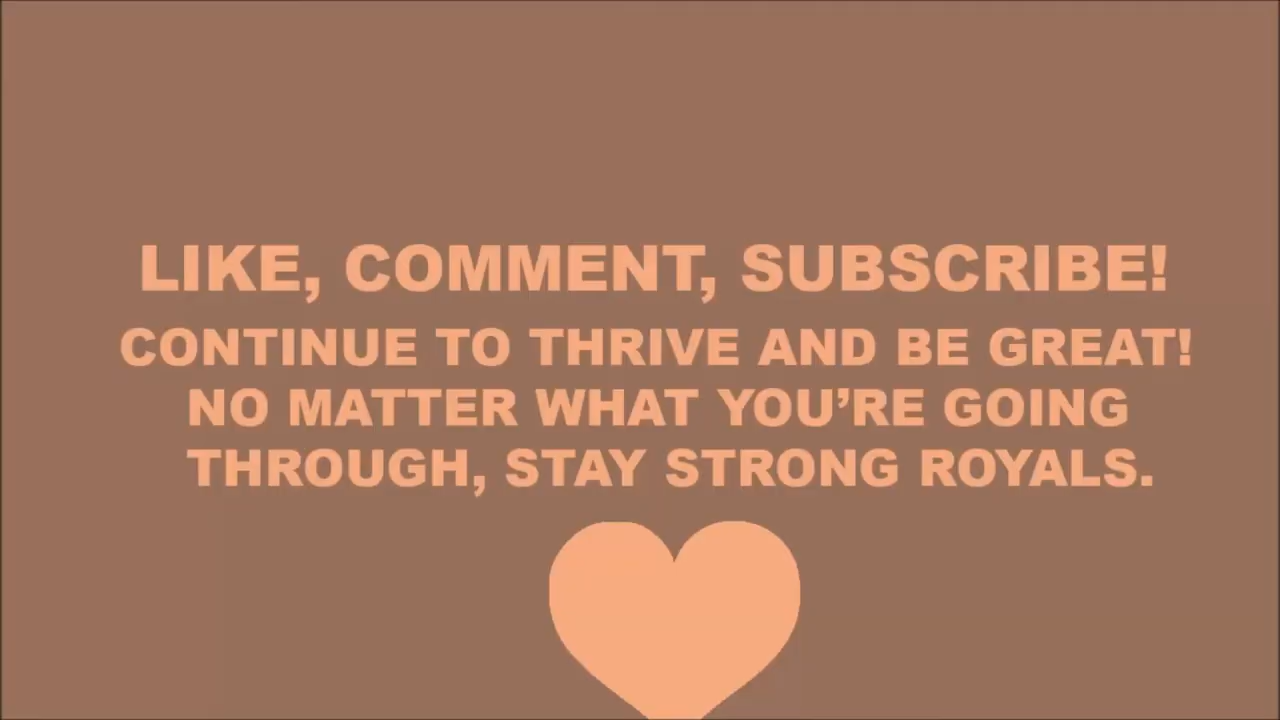 LIKE, COMMENT, SUBSCRIBE!
CONTINUE TO THRIVE AND BE GREAT!
NO MATTER WHAT YOU’RE GOING
THROUGH, STAY STRONG ROYALS.